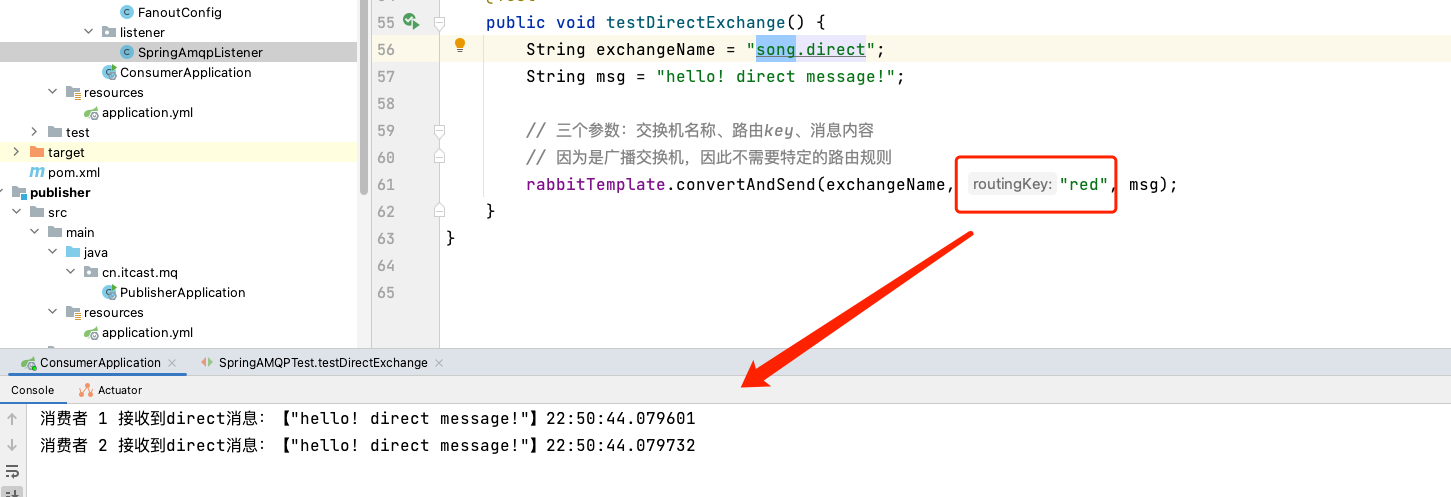 FanoutConfig
listener
SpringAmqpListener
ConsumerApplication
resources
application.yml
test
target
pom.xml
publisher
src
main
java
cn.itcast.mq
PublisherApplication
resources
application.yml
55 public void testDirectExchange() {
56 String exchangeName = "song.direct";
57 String msg = "hello! direct message!";
58
59 // 三个参数：交换机名称、路由key、消息内容
60 // 因为是广播交换机，因此不需要特定的路由规则
61 rabbitTemplate.convertAndSend(exchangeName, routingKey: "red", msg);
62 }
63 }
64
65
ConsumerApplication × SpringAMQPTest.testDirectExchange ×
Console Actuator
消费者 1 接收到direct消息：【"hello! direct message!"】22:50:44.079601
消费者 2 接收到direct消息：【"hello! direct message!"】22:50:44.079732